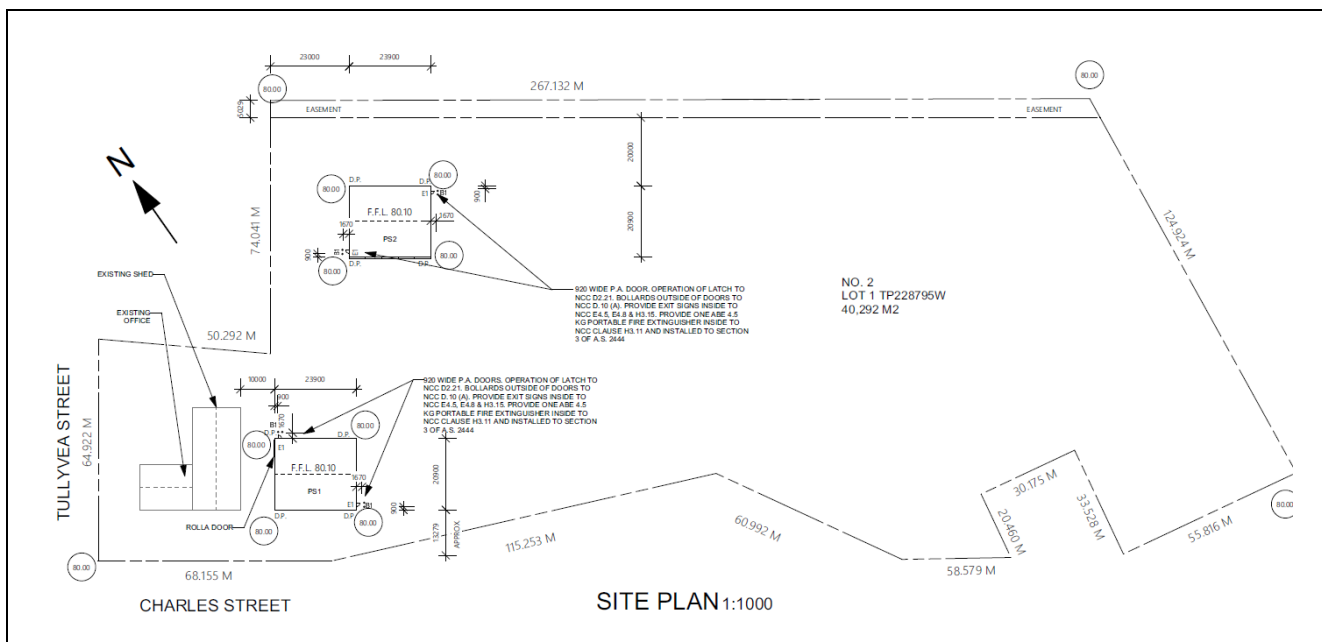 23000
23900
80.00
80.00
267.132 M
5029
EASEMENT
EASEMENT
N
20000
80.00
D.P.
D.P.
80.00
E1
B1
900
F.F.L. 80.10
1670
1670
20900
74.041 M
PS2
B1
E1
900
80.00
D.P.
D.P.
80.00
124.924 M
EXISTING SHED
EXISTING
OFFICE
920 WIDE P.A. DOOR. OPERATION OF LATCH TO
NCC D2.21. BOLLARDS OUTSIDE OF DOORS TO
NCC D.10 (A). PROVIDE EXIT SIGNS INSIDE TO
NCC E4.5, E4.8 & H3.15. PROVIDE ONE ABE 4.5
KG PORTABLE FIRE EXTINGUISHER INSIDE TO
NCC CLAUSE H3.11 AND INSTALLED TO SECTION
3 OF A.S. 2444
NO. 2
LOT 1 TP228795W
40,292 M2
50.292 M
10000
23900
900
1670
920 WIDE P.A. DOORS. OPERATION OF LATCH TO
NCC D2.21. BOLLARDS OUTSIDE OF DOORS TO
NCC D.10 (A). PROVIDE EXIT SIGNS INSIDE TO
NCC E4.5, E4.8 & H3.15. PROVIDE ONE ABE 4.5
KG PORTABLE FIRE EXTINGUISHER INSIDE TO
NCC CLAUSE H3.11 AND INSTALLED TO SECTION
3 OF A.S. 2444
TULLYVEA STREET
64.922 M
B1
D.P.
D.P.
80.00
80.00
E1
F.F.L. 80.10
1670
20900
PS1
E1
B1
900
ROLLA DOOR
D.P.
D.P.
80.00
80.00
13279
APPROX
115.253 M
60.992 M
30.175 M
20.460 M
33.528 M
55.816 M
80.00
58.579 M
80.00
68.155 M
CHARLES STREET
SITE PLAN 1:1000